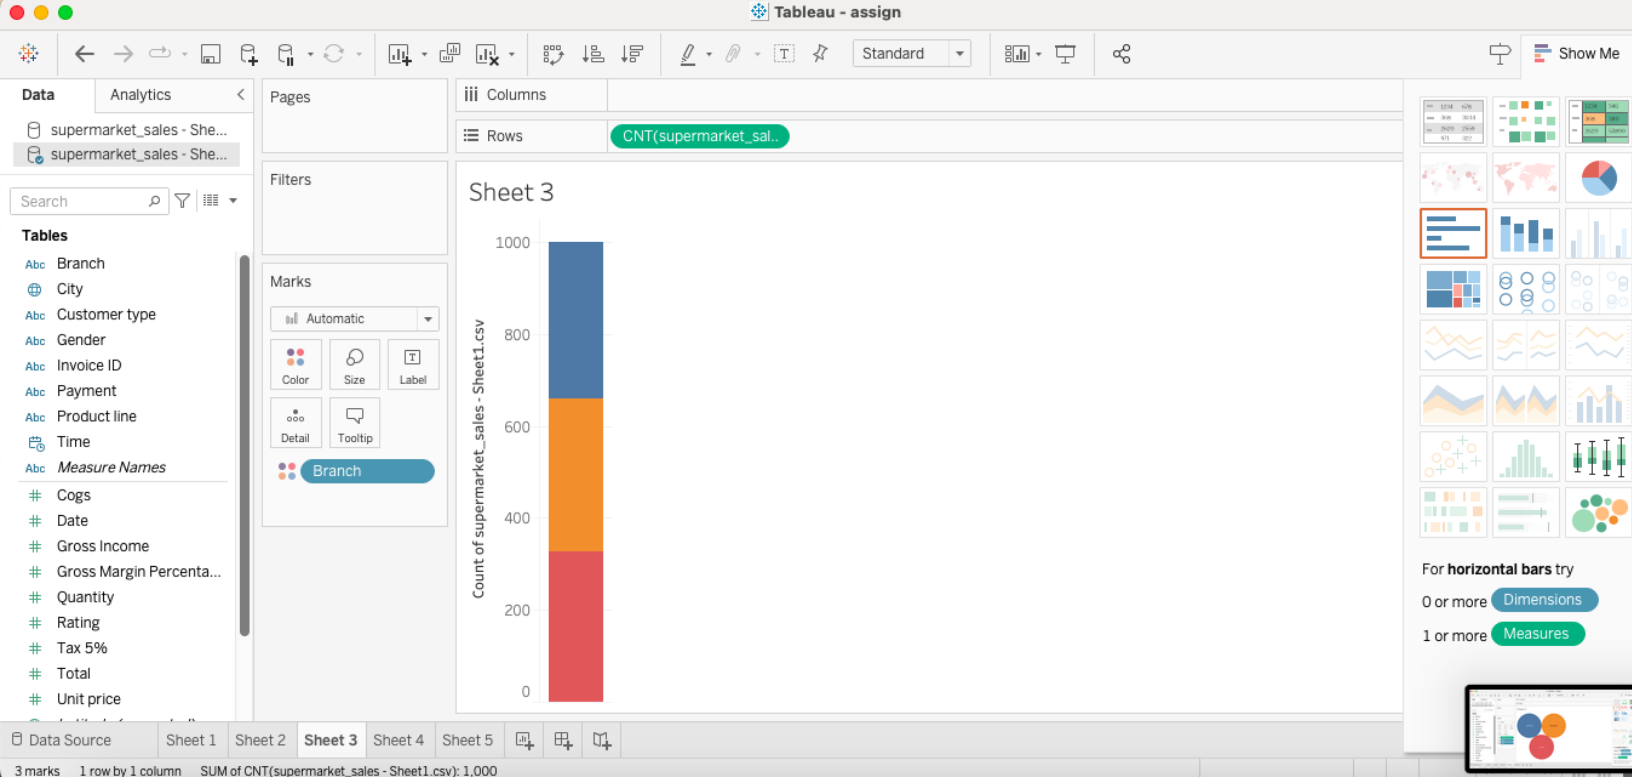 Tableau - assign
Standard
Show Me
Data
Analytics
supermarket_sales - She...
supermarket_sales - She...
Search
Tables
Abc Branch
City
Abc Customer type
Abc Gender
Abc Invoice ID
Abc Payment
Abc Product line
Time
Abc Measure Names
# Cogs
# Date
# Gross Income
# Gross Margin Percenta...
# Quantity
# Rating
# Tax 5%
# Total
# Unit price
Pages
Filters
Marks
Automatic
Color
Size
Label
Detail
Tooltip
Branch
Columns
Rows
CNT(supermarket_sal..
Sheet 3
Count of supermarket_sales - Sheet1.csv
1000
800
600
400
200
0
For horizontal bars try
0 or more Dimensions
1 or more Measures
Data Source
Sheet 1
Sheet 2
Sheet 3
Sheet 4
Sheet 5
3 marks
1 row by 1 column
SUM of CNT(supermarket_sales - Sheet1.csv): 1,000